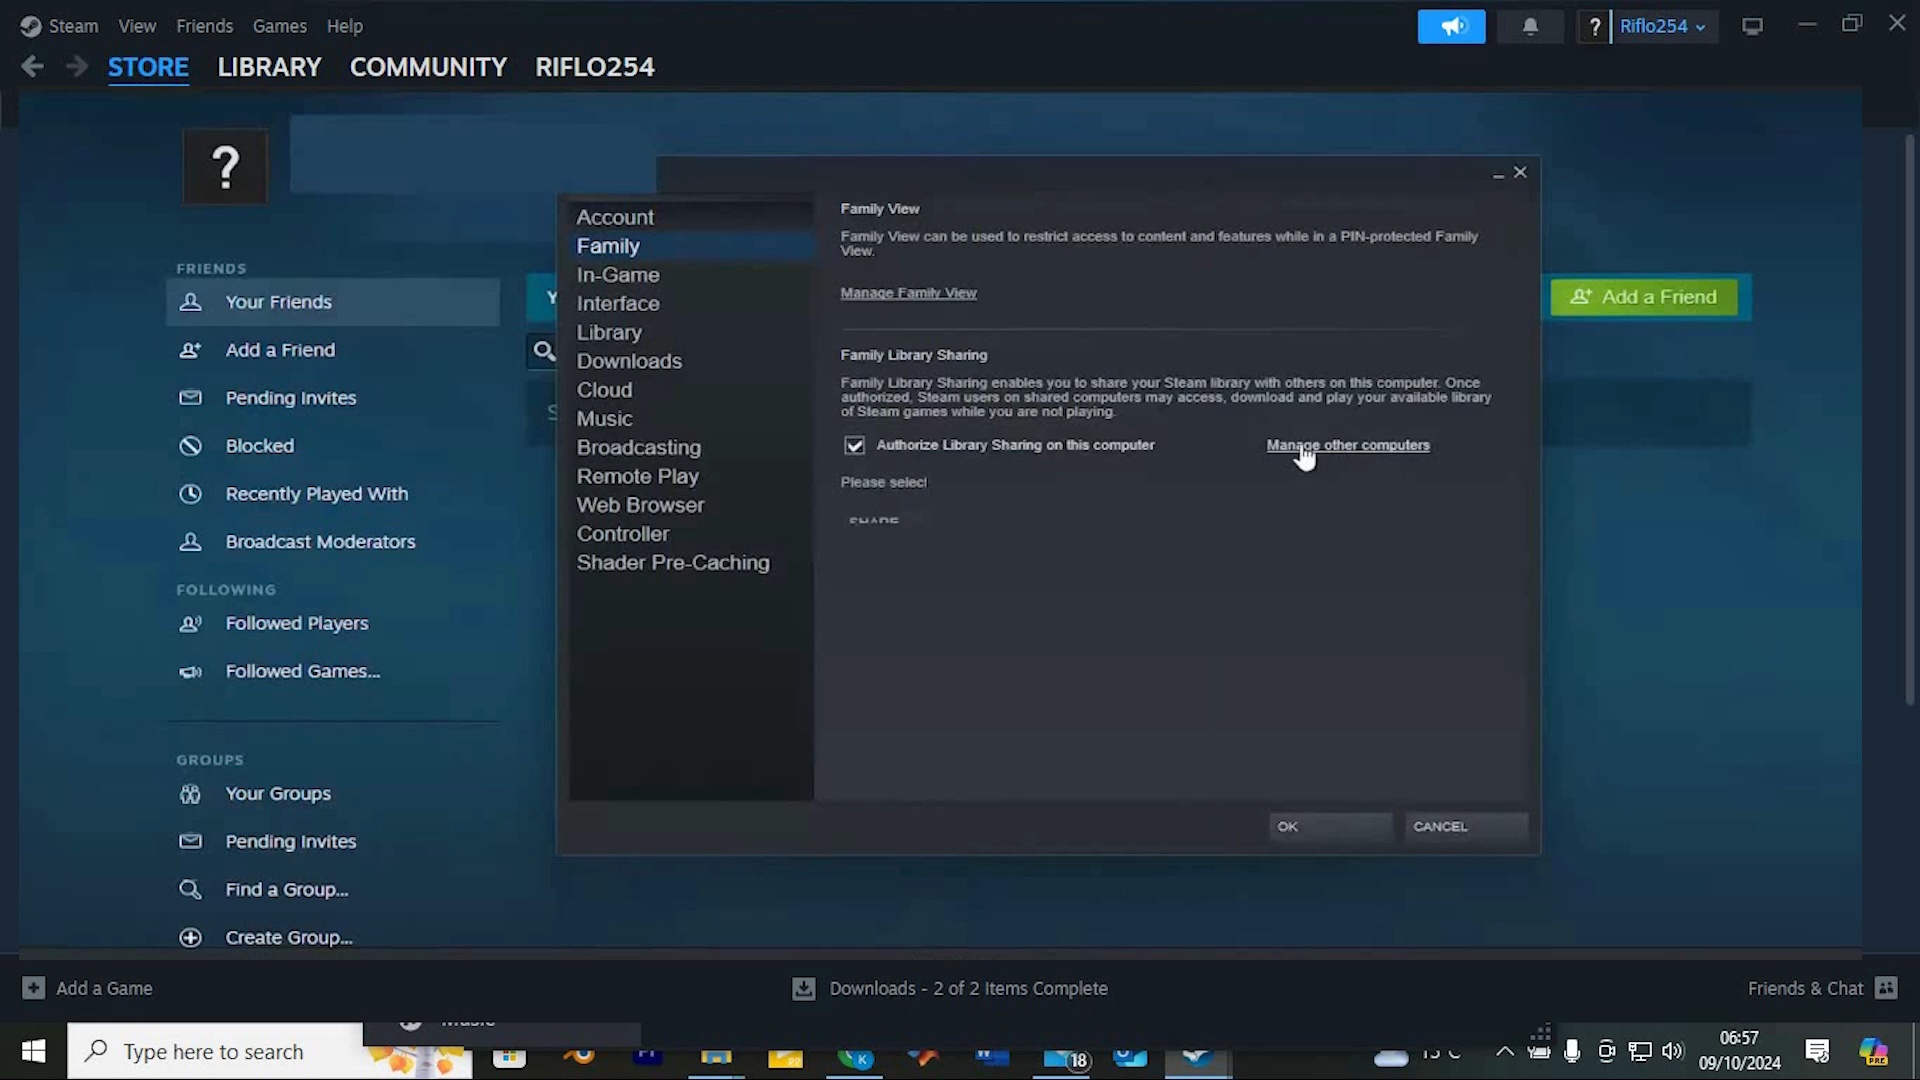 Steam View Friends Games Help
Riflo254
STORE LIBRARY COMMUNITY RIFLO254
?
FRIENDS
Your Friends
Add a Friend
Pending Invites
Blocked
Recently Played With
Broadcast Moderators
FOLLOWING
Followed Players
Followed Games...
GROUPS
Your Groups
Pending Invites
Find a Group...
Create Group...
Account
Family
In-Game
Interface
Library
Downloads
Cloud
Music
Broadcasting
Remote Play
Web Browser
Controller
Shader Pre-Caching
Family View
Family View can be used to restrict access to content and features while in a PIN-protected Family
View.
Manage Family View
Family Library Sharing
Family Library Sharing enables you to share your Steam library with others on this computer. Once
authorized, Steam users on shared computers may access, download and play your available library
of Steam games while you are not playing.
Authorize Library Sharing on this computer
Manage other computers
Please select
SHARE
OK CANCEL
Add a Friend
Add a Game
Downloads - 2 of 2 Items Complete
Friends & Chat
Music
Type here to search
18
06:57
09/10/2024